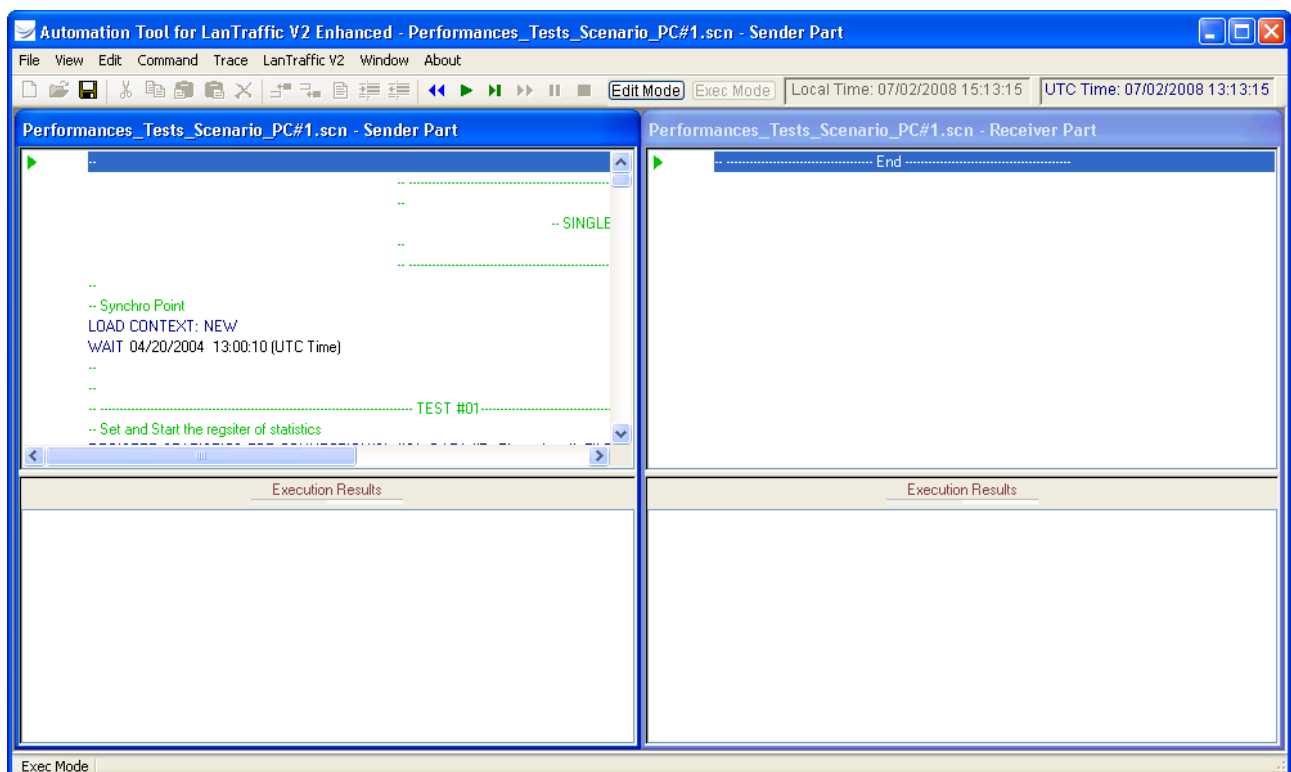 Automation Tool for LanTraffic V2 Enhanced - Performances_Tests_Scenario_PC#1.scn - Sender Part
File View Edit Command Trace LanTraffic V2 Window About
Edit Mode Exec Mode Local Time: 07/02/2008 15:13:15 UTC Time: 07/02/2008 13:13:15
Performances_Tests_Scenario_PC#1.scn - Sender Part
--
-- ----------------------------------------------------
--
-- SINGLE
--
-- ----------------------------------------------------
--
-- Synchro Point
LOAD CONTEXT: NEW
WAIT 04/20/2004 13:00:10 (UTC Time)
--
--
-- -------------------------------------------------------------------------------- TEST #01---------------------------------
-- Set and Start the regsiter of statistics
Execution Results
Performances_Tests_Scenario_PC#1.scn - Receiver Part
-- -------------------------------------- End -------------------------------------------
Execution Results
Exec Mode